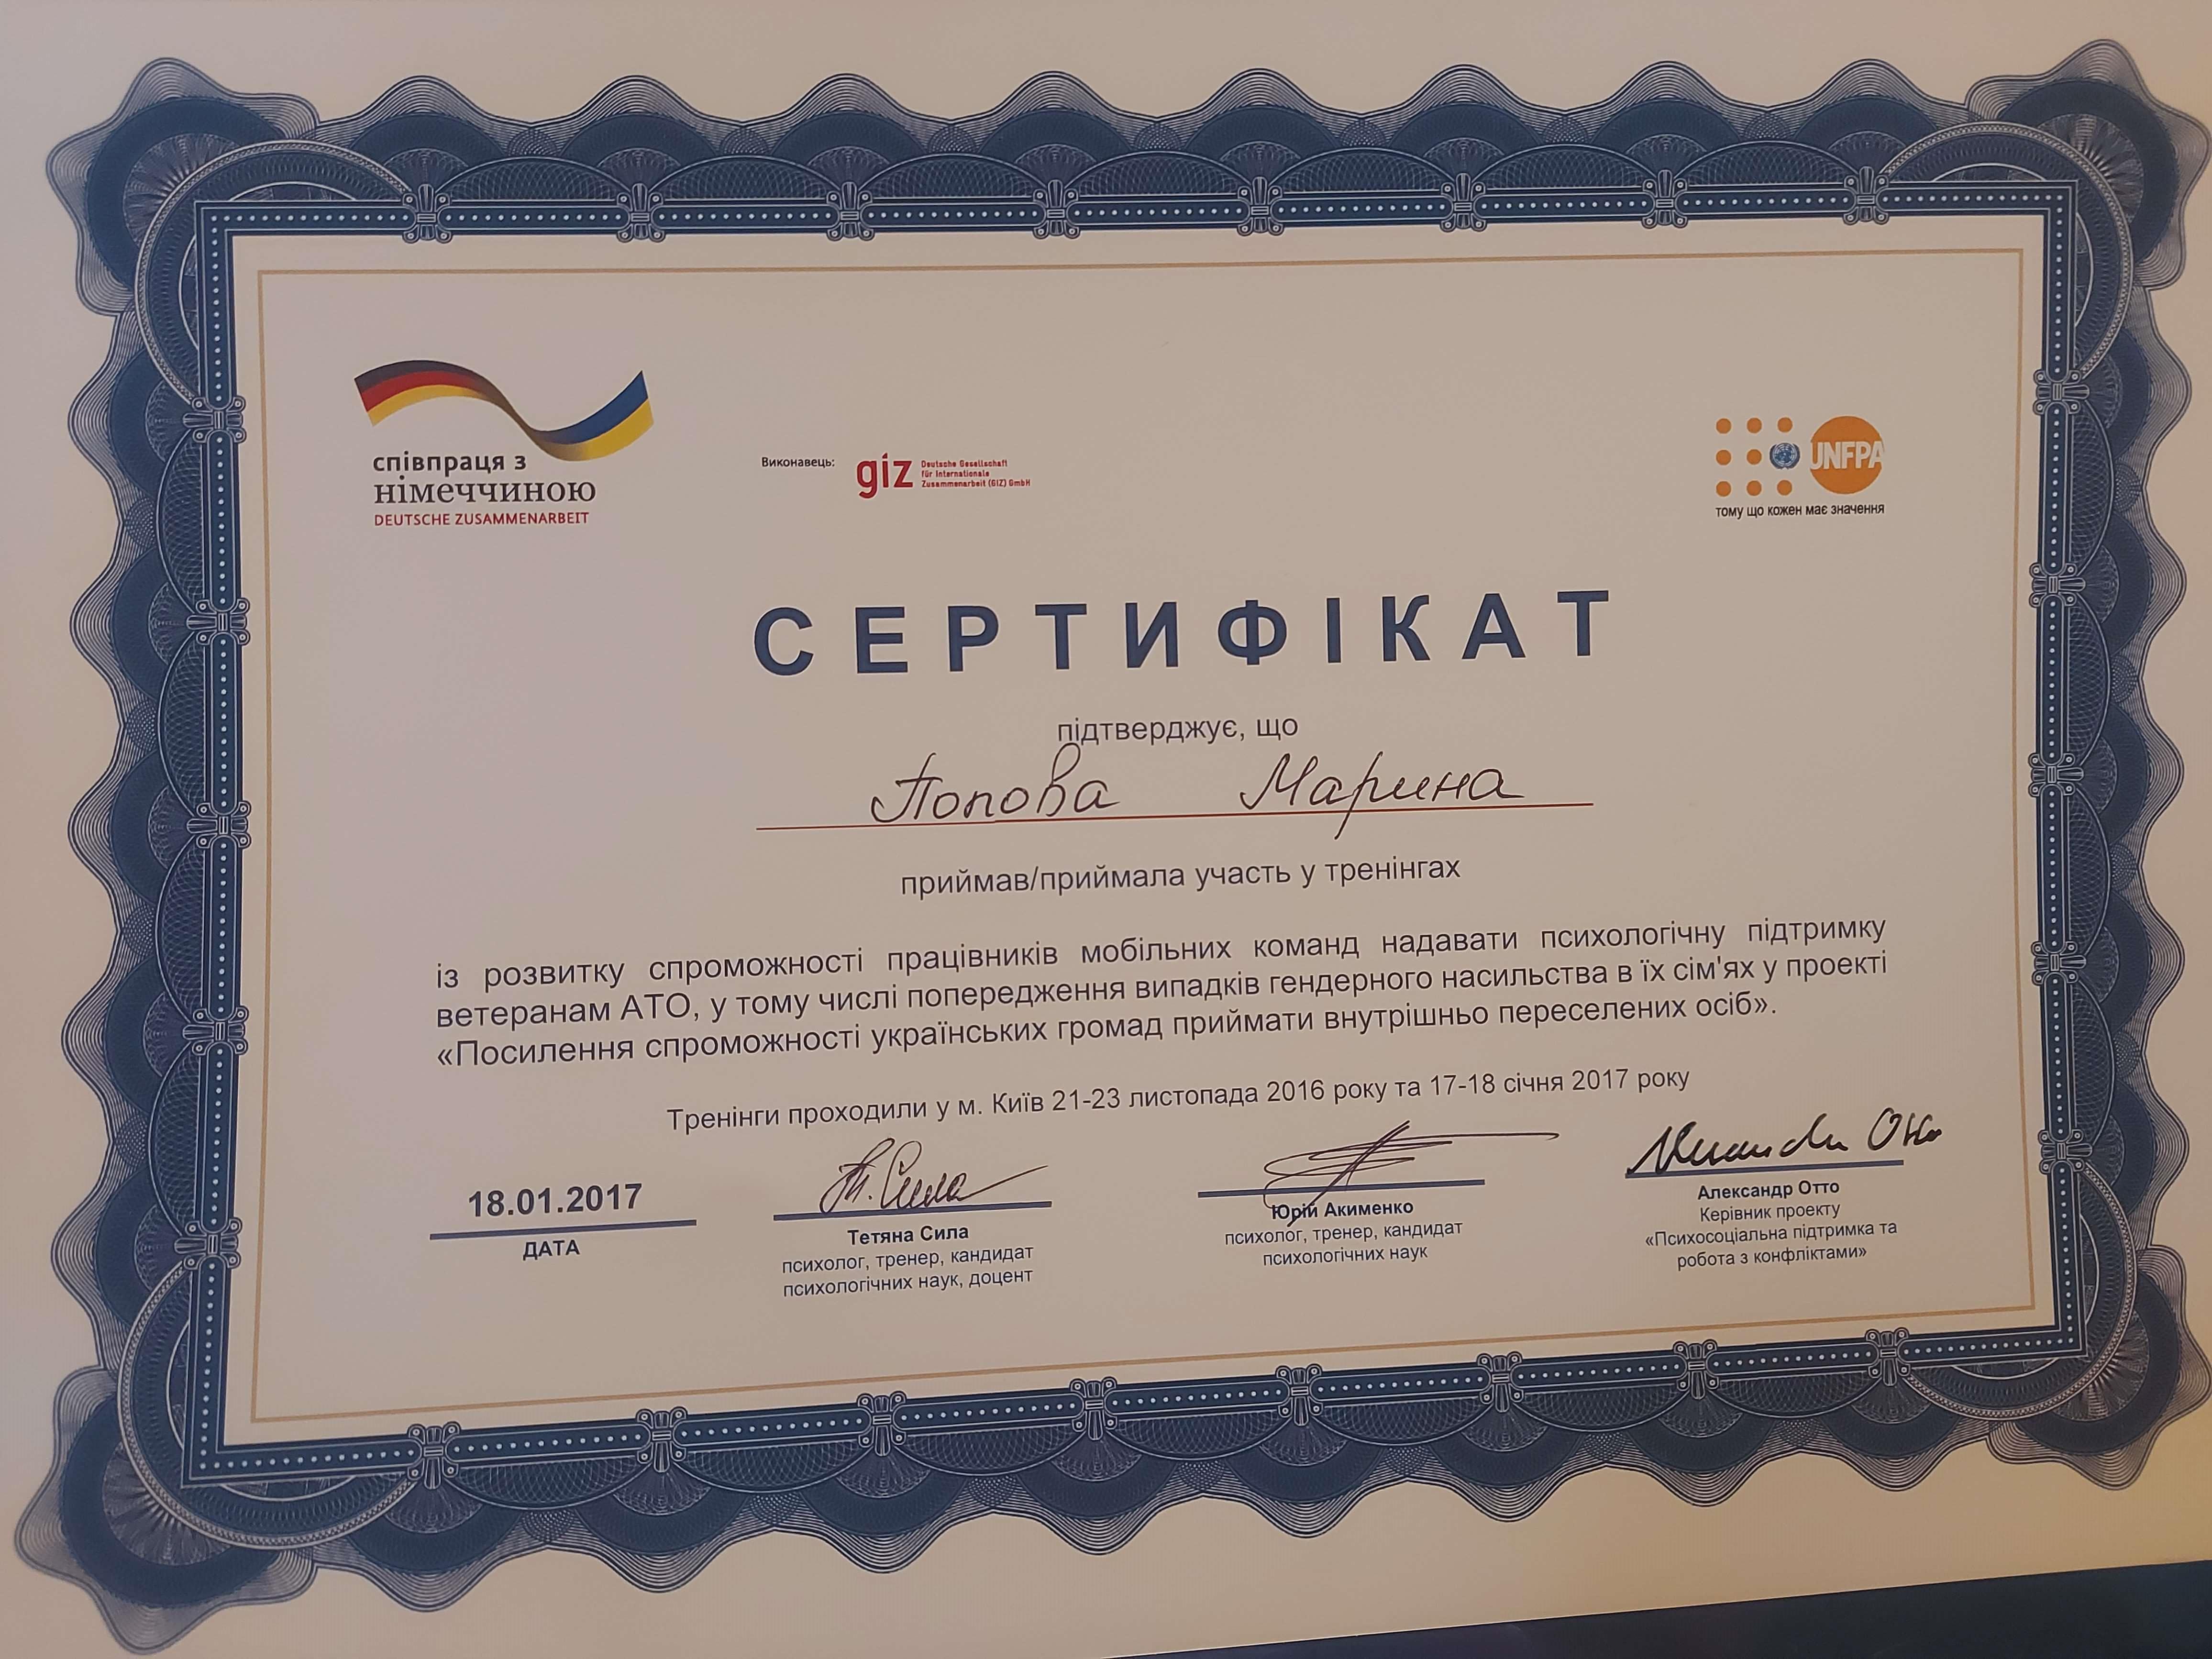 співпраця з
німеччиною
DEUTSCHE ZUSAMMENARBEIT
Виконавець:
giz
Deutsche Gesellschaft
für Internationale
Zusammenarbeit (GIZ) GmbH
UNFPA
тому що кожен має значення
СЕРТИФІКАТ
підтверджує, що
Попова Марина
приймав/приймала участь у тренінгах
із розвитку спроможності працівників мобільних команд надавати психологічну підтримку
ветеранам АТО, у тому числі попередження випадків гендерного насильства в їх сім'ях у проекті
«Посилення спроможності українських громад приймати внутрішньо переселених осіб».
Тренінги проходили у м. Київ 21-23 листопада 2016 року та 17-18 січня 2017 року
18.01.2017
ДАТА
Т. Сила
Тетяна Сила
психолог, тренер, кандидат
психологічних наук, доцент
Юрій Акименко
психолог, тренер, кандидат
психологічних наук
Александр Отто
Керівник проекту
«Психосоціальна підтримка та
робота з конфліктами»